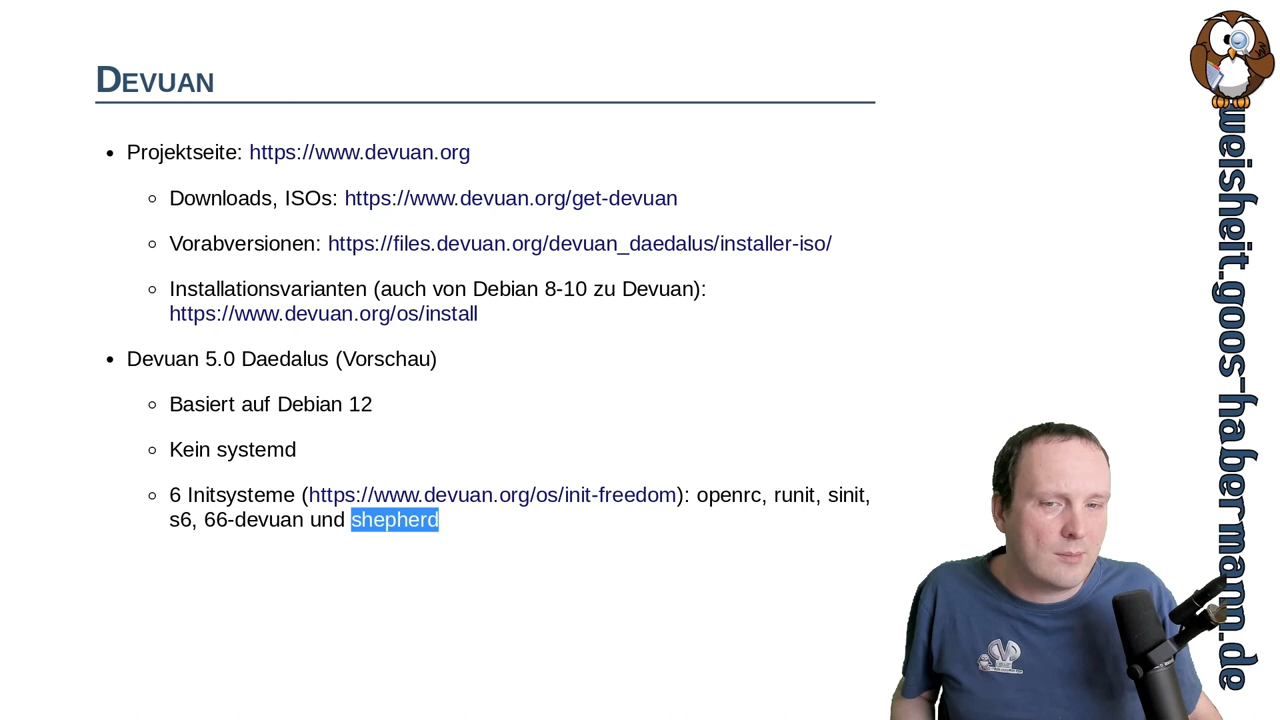 DEVUAN
• Projektseite: https://www.devuan.org
◦ Downloads, ISOs: https://www.devuan.org/get-devuan
◦ Vorabversionen: https://files.devuan.org/devuan_daedalus/installer-iso/
◦ Installationsvarianten (auch von Debian 8-10 zu Devuan):
https://www.devuan.org/os/install
• Devuan 5.0 Daedalus (Vorschau)
◦ Basiert auf Debian 12
◦ Kein systemd
◦ 6 Initsysteme (https://www.devuan.org/os/init-freedom): openrc, runit, sinit,
s6, 66-devuan und shepherd
weisheit.goos-habermann.de